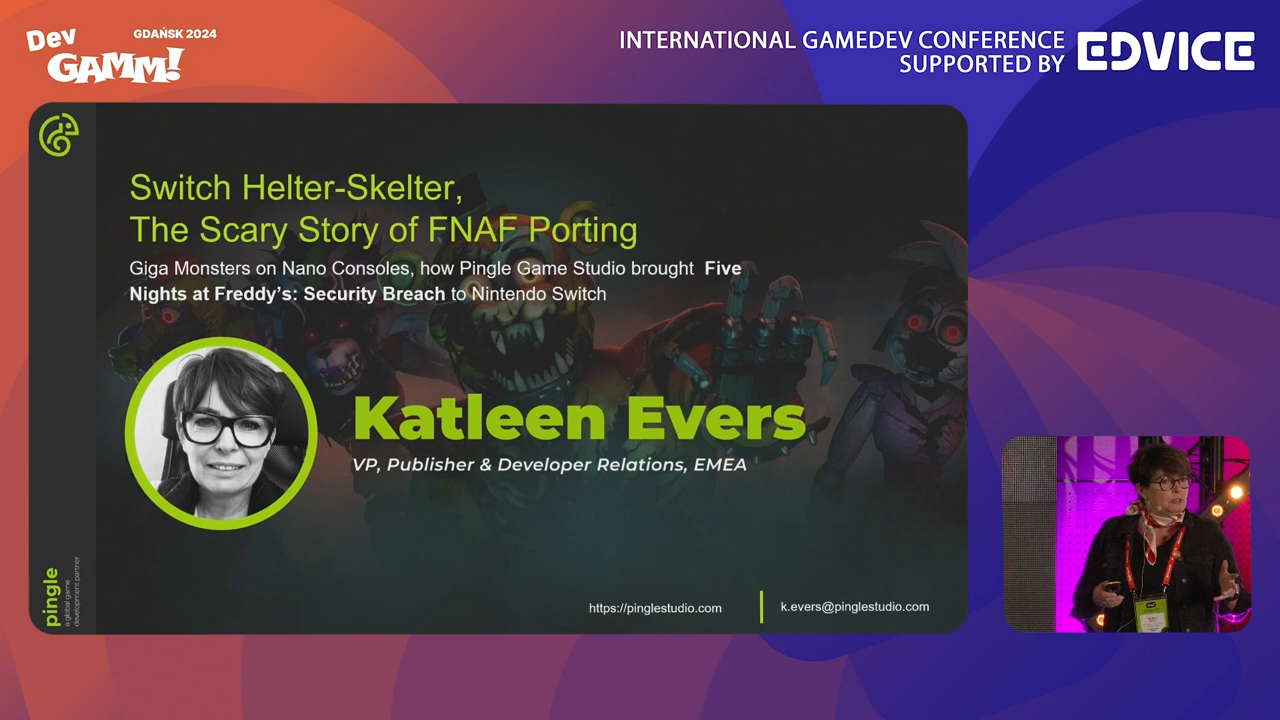 Dev
GAMM!
GDAŃSK 2024
INTERNATIONAL GAMEDEV CONFERENCE
SUPPORTED BY
EDVICE
Switch Helter-Skelter,
The Scary Story of FNAF Porting
Giga Monsters on Nano Consoles, how Pingle Game Studio brought Five
Nights at Freddy's: Security Breach to Nintendo Switch
Katleen Evers
VP, Publisher & Developer Relations, EMEA
pingle
a global game
development partner
https://pinglestudio.com
k.evers@pinglestudio.com